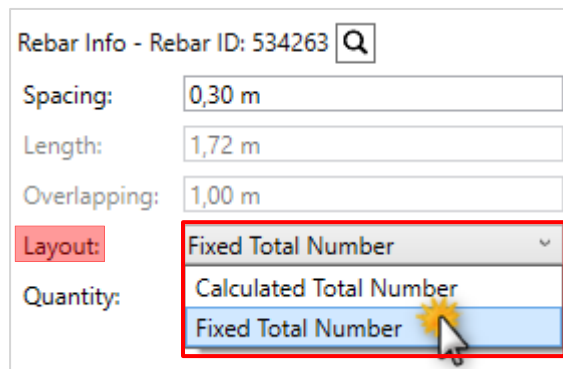 Rebar Info - Rebar ID: 534263
Spacing: 0,30 m
Length: 1,72 m
Overlapping: 1,00 m
Layout: Fixed Total Number
Calculated Total Number
Quantity:
Fixed Total Number